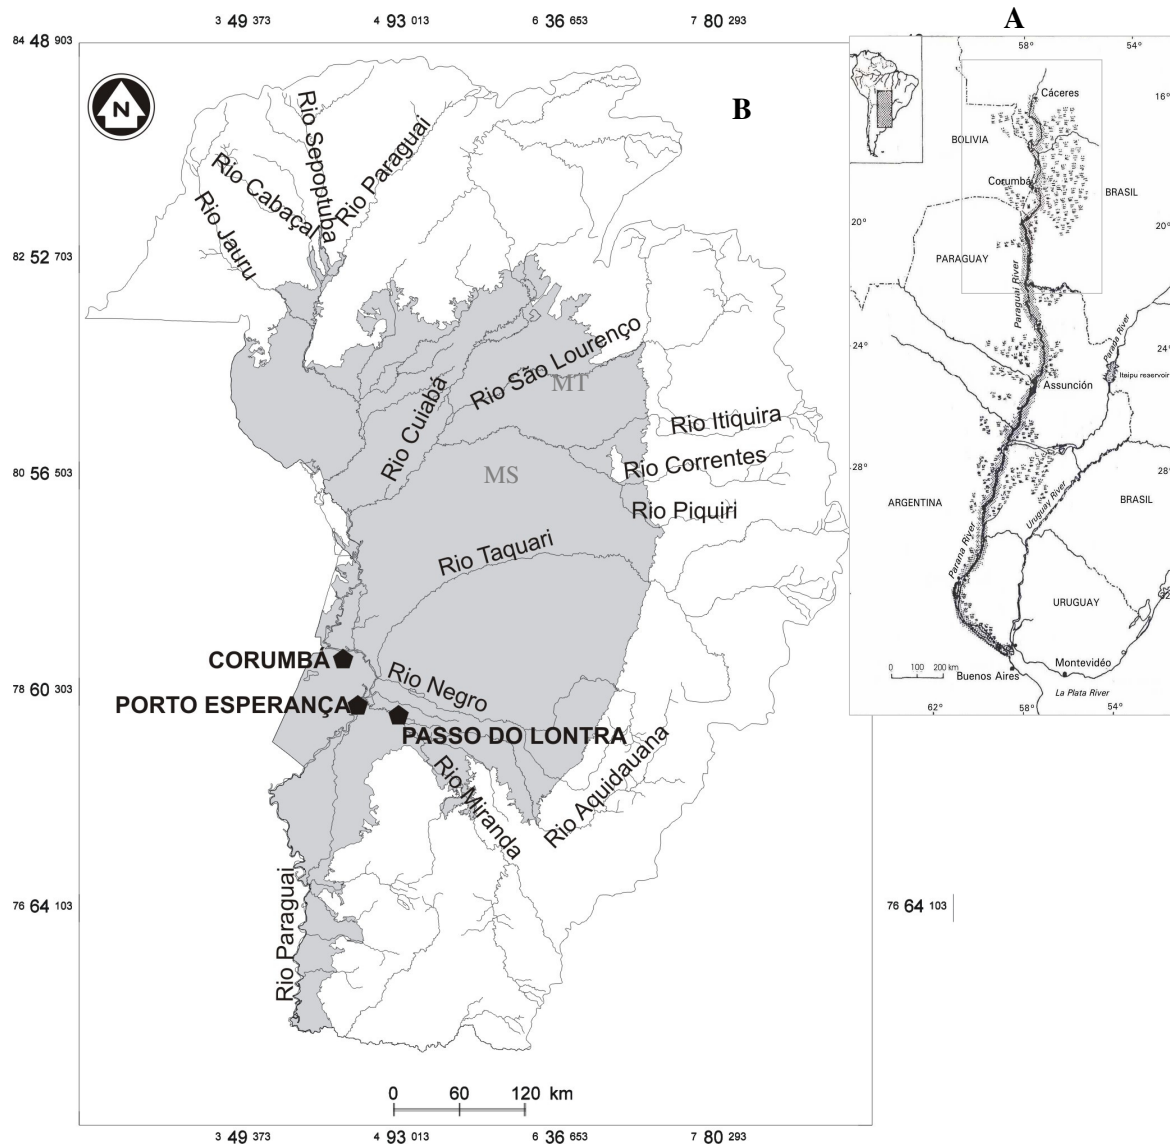 3 49 373
4 93 013
6 36 653
7 80 293
A
84 48 903
N
B
Rio Sepoptuba
Rio Paraguai
Rio Cabaçal
Rio Jauru
82 52 703
Rio São Lourenço
MT
Rio Cuiabá
Rio Itiquira
Rio Correntes
MS
80 56 503
Rio Piquiri
Rio Taquari
CORUMBÁ
Rio Negro
78 60 303
PORTO ESPERANÇA
PASSO DO LONTRA
Rio Miranda
Rio Aquidauana
Rio Paraguai
76 64 103
76 64 103
0 60 120 km
3 49 373
4 93 013
6 36 653
7 80 293
58°
54°
Cáceres
16°
BOLIVIA
Corumbá
BRASIL
20°
20°
PARAGUAY
Paraguai River
24°
24°
Paraná River
Itaipu reservoir
Assunción
28°
28°
ARGENTINA
Uruguay River
BRASIL
Parana River
URUGUAY
0 100 200 km
Montevidéo
Buenos Aires
La Plata River
62°
58°
54°